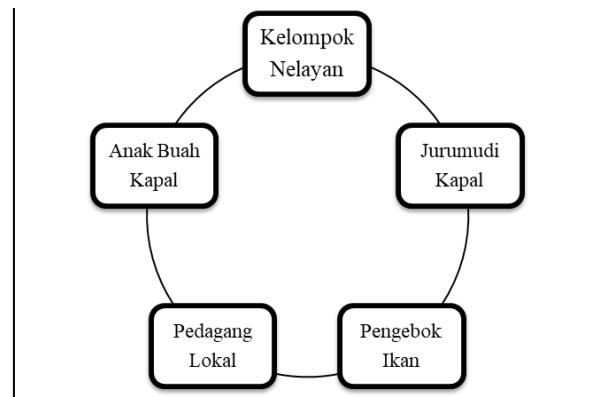 Kelompok
Nelayan
Anak Buah
Kapal
Jurumudi
Kapal
Pedagang
Lokal
Pengebok
Ikan